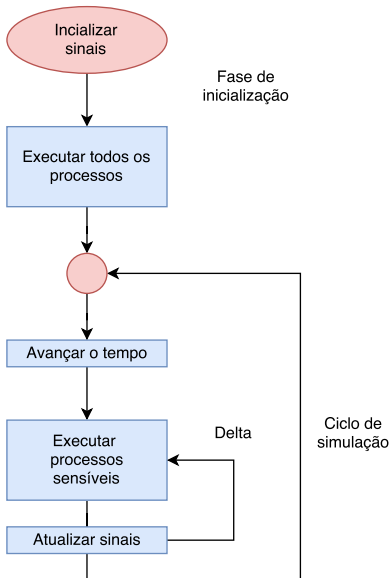 Incializar
sinais
Fase de
inicialização
Executar todos os
processos
Avançar o tempo
Executar
processos
sensíveis
Delta
Ciclo de
simulação
Atualizar sinais